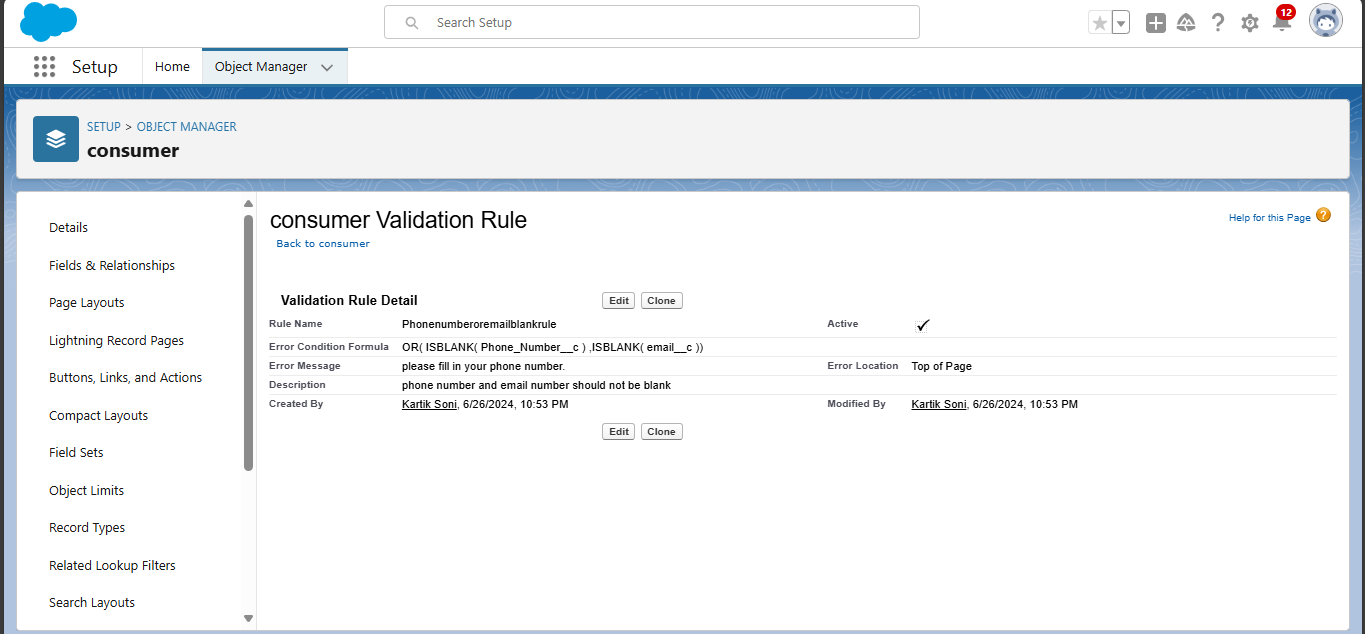 Search Setup
12
Setup
Home
Object Manager
SETUP > OBJECT MANAGER
consumer
Details
Fields & Relationships
Page Layouts
Lightning Record Pages
Buttons, Links, and Actions
Compact Layouts
Field Sets
Object Limits
Record Types
Related Lookup Filters
Search Layouts
consumer Validation Rule
Help for this Page ?
Back to consumer
Validation Rule Detail Edit Clone
Rule Name Phonenumberoremailblankrule Active ✓
Error Condition Formula OR( ISBLANK( Phone_Number__c ) ,ISBLANK( email__c ))
Error Message please fill in your phone number. Error Location Top of Page
Description phone number and email number should not be blank
Created By Kartik Soni, 6/26/2024, 10:53 PM Modified By Kartik Soni, 6/26/2024, 10:53 PM
Edit Clone